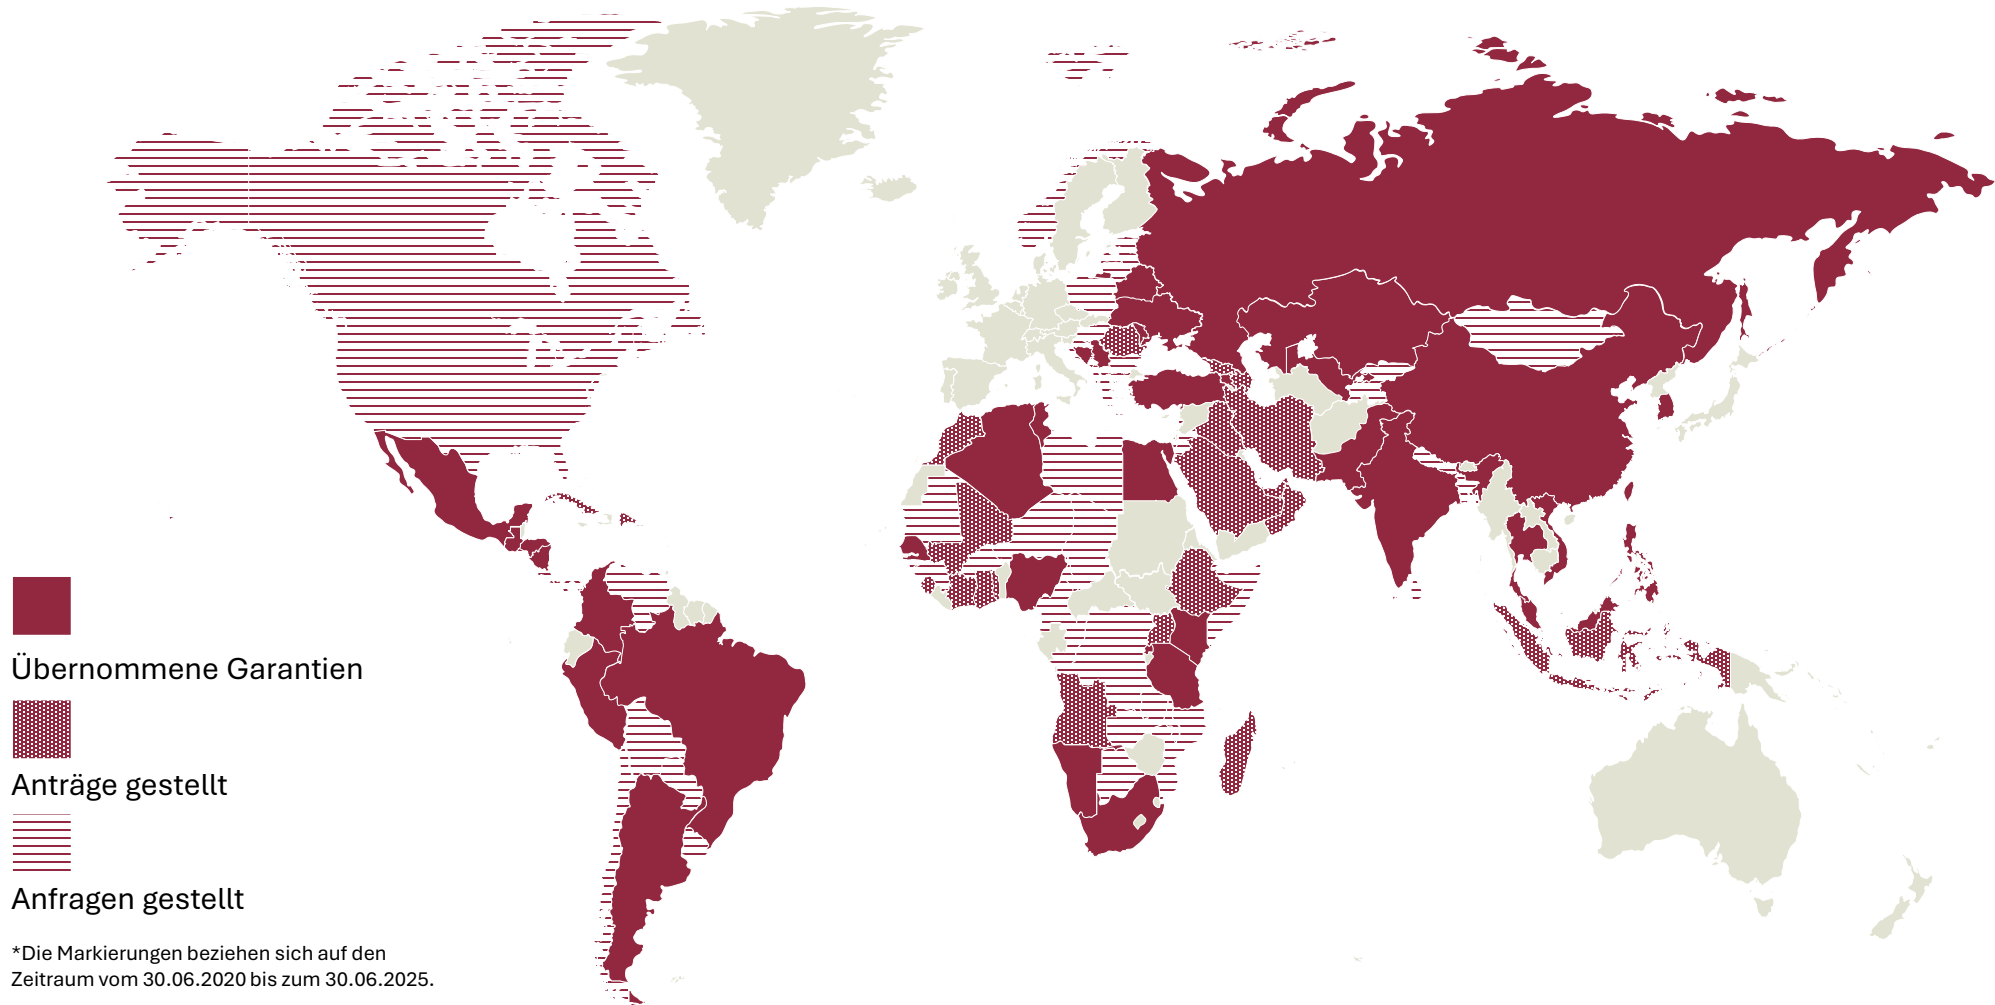 Übernommene Garantien
Anträge gestellt
Anfragen gestellt
*Die Markierungen beziehen sich auf den
Zeitraum vom 30.06.2020 bis zum 30.06.2025.